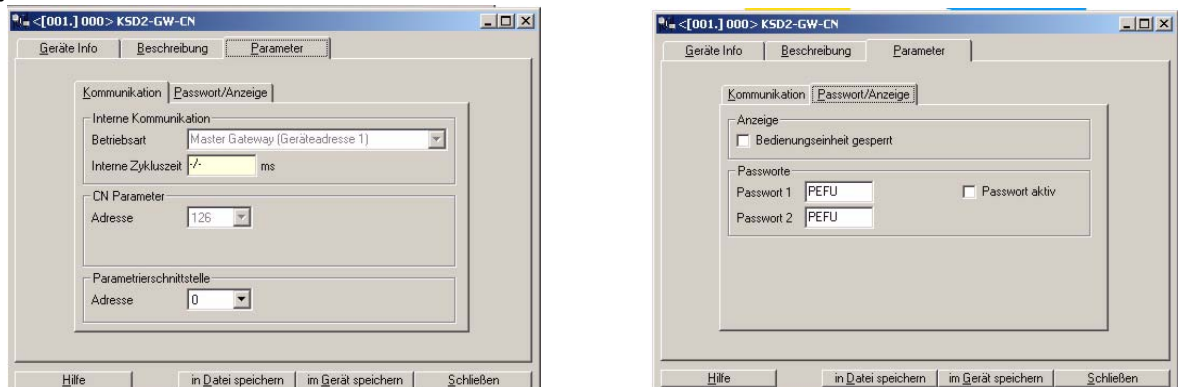 <[001.] 000> KSD2-GW-CN
Geräte Info Beschreibung Parameter
Kommunikation Passwort/Anzeige
Interne Kommunikation
Betriebsart Master Gateway (Geräteadresse 1)
Interne Zykluszeit -/- ms
CN Parameter
Adresse 126
Parametrierschnittstelle
Adresse 0
Hilfe in Datei speichern im Gerät speichern Schließen
<[001.] 000> KSD2-GW-CN
Geräte Info Beschreibung Parameter
Kommunikation Passwort/Anzeige
Anzeige
Bedienungseinheit gesperrt
Passworte
Passwort 1 PEFU Passwort aktiv
Passwort 2 PEFU
Hilfe in Datei speichern im Gerät speichern Schließen